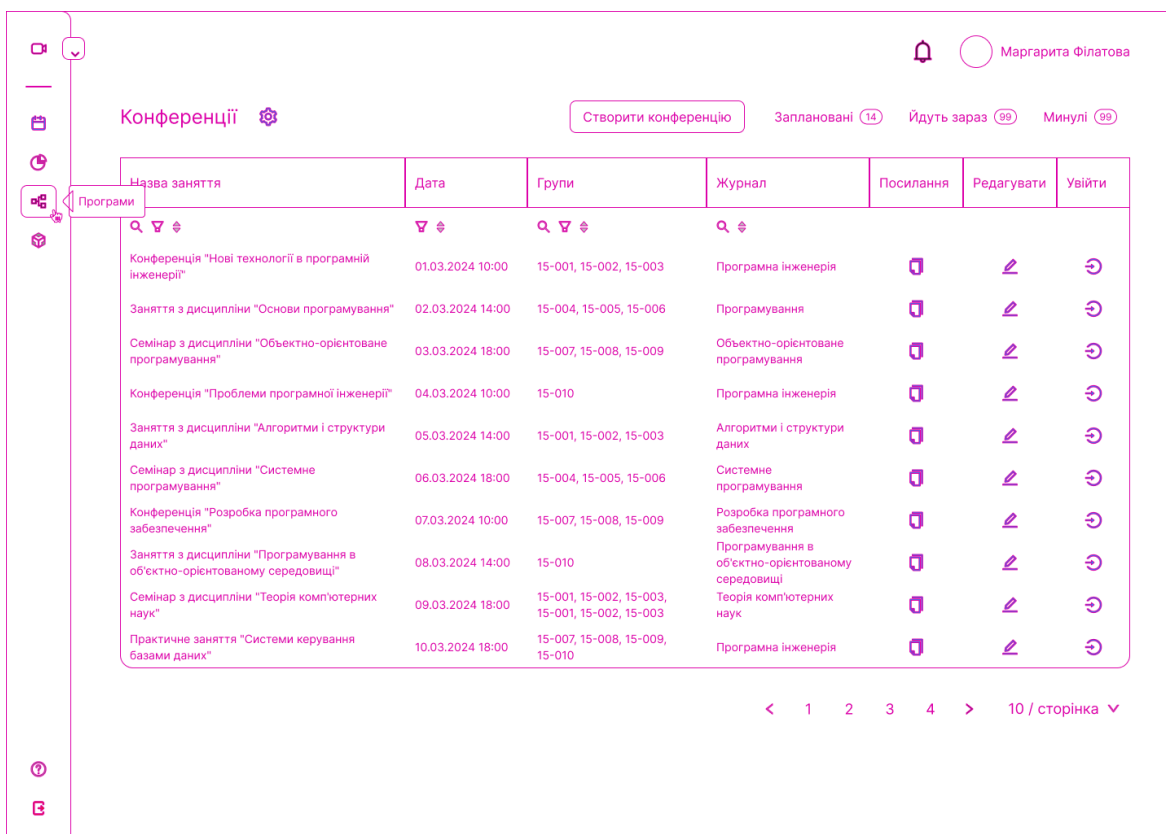 Маргарита Філатова
Конференції
Створити конференцію
Заплановані 14
Йдуть зараз 99
Минулі 99
Назва заняття
Дата
Групи
Журнал
Посилання
Редагувати
Увійти
Програми
Конференція "Нові технології в програмній
інженерії"
01.03.2024 10:00
15-001, 15-002, 15-003
Програмна інженерія
Заняття з дисципліни "Основи програмування"
02.03.2024 14:00
15-004, 15-005, 15-006
Програмування
Семінар з дисципліни "Объектно-орієнтоване
програмування"
03.03.2024 18:00
15-007, 15-008, 15-009
Объектно-орієнтоване
програмування
Конференція "Проблеми програмної інженерії"
04.03.2024 10:00
15-010
Програмна інженерія
Заняття з дисципліни "Алгоритми і структури
даних"
05.03.2024 14:00
15-001, 15-002, 15-003
Алгоритми і структури
даних
Семінар з дисципліни "Системне
програмування"
06.03.2024 18:00
15-004, 15-005, 15-006
Системне
програмування
Конференція "Розробка програмного
забезпечення"
07.03.2024 10:00
15-007, 15-008, 15-009
Розробка програмного
забезпечення
Заняття з дисципліни "Програмування в
об'єктно-орієнтованому середовищі"
08.03.2024 14:00
15-010
Програмування в
об'єктно-орієнтованому
середовищі
Семінар з дисципліни "Теорія комп'ютерних
наук"
09.03.2024 18:00
15-001, 15-002, 15-003,
15-001, 15-002, 15-003
Теорія комп'ютерних
наук
Практичне заняття "Системи керування
базами даних"
10.03.2024 18:00
15-007, 15-008, 15-009,
15-010
Програмна інженерія
1 2 3 4
10 / сторінка